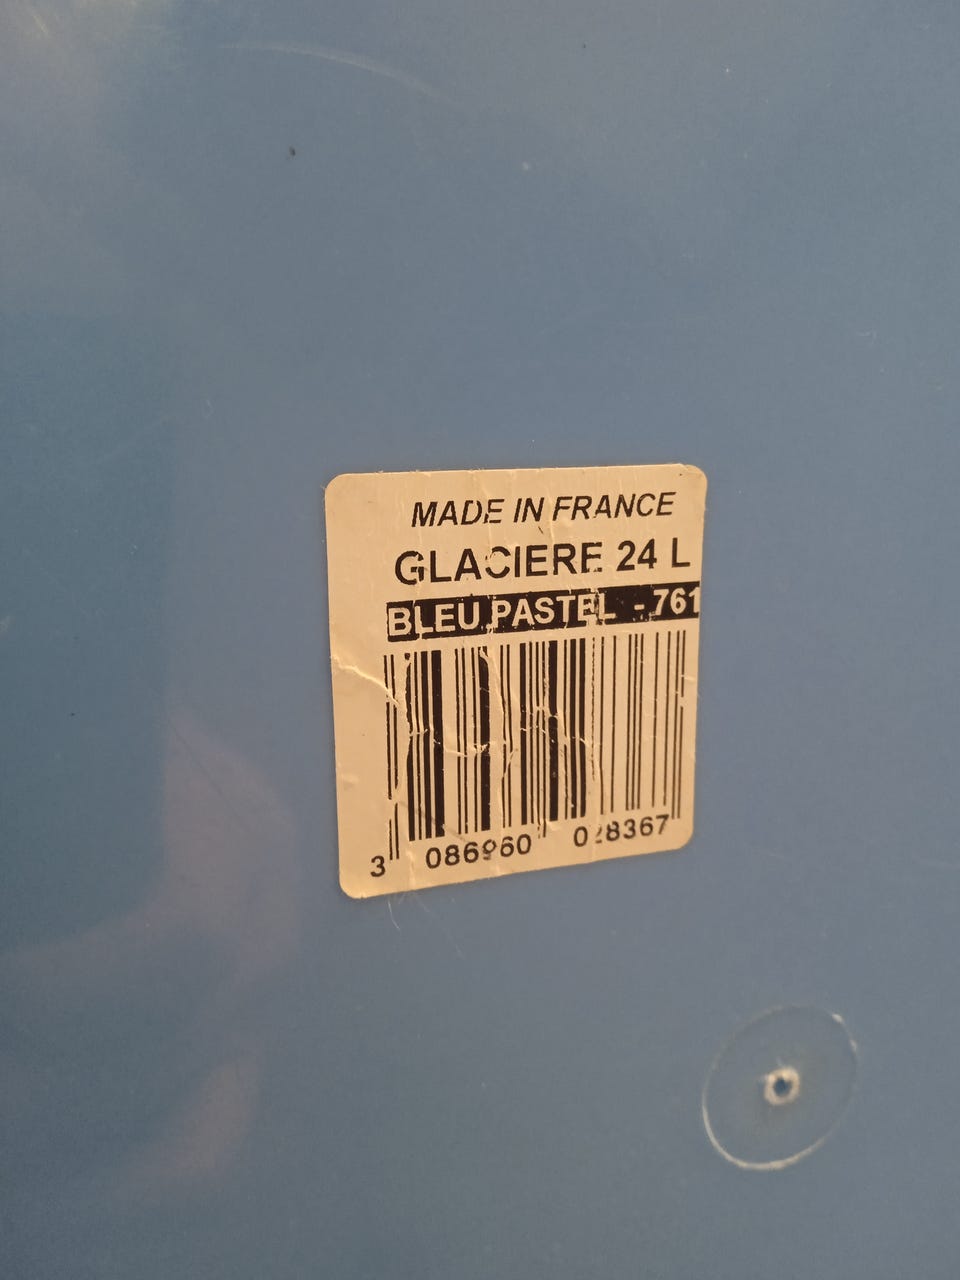 MADE IN FRANCE
GLACIERE 24 L
BLEU PASTEL - 761
3 086960 028367